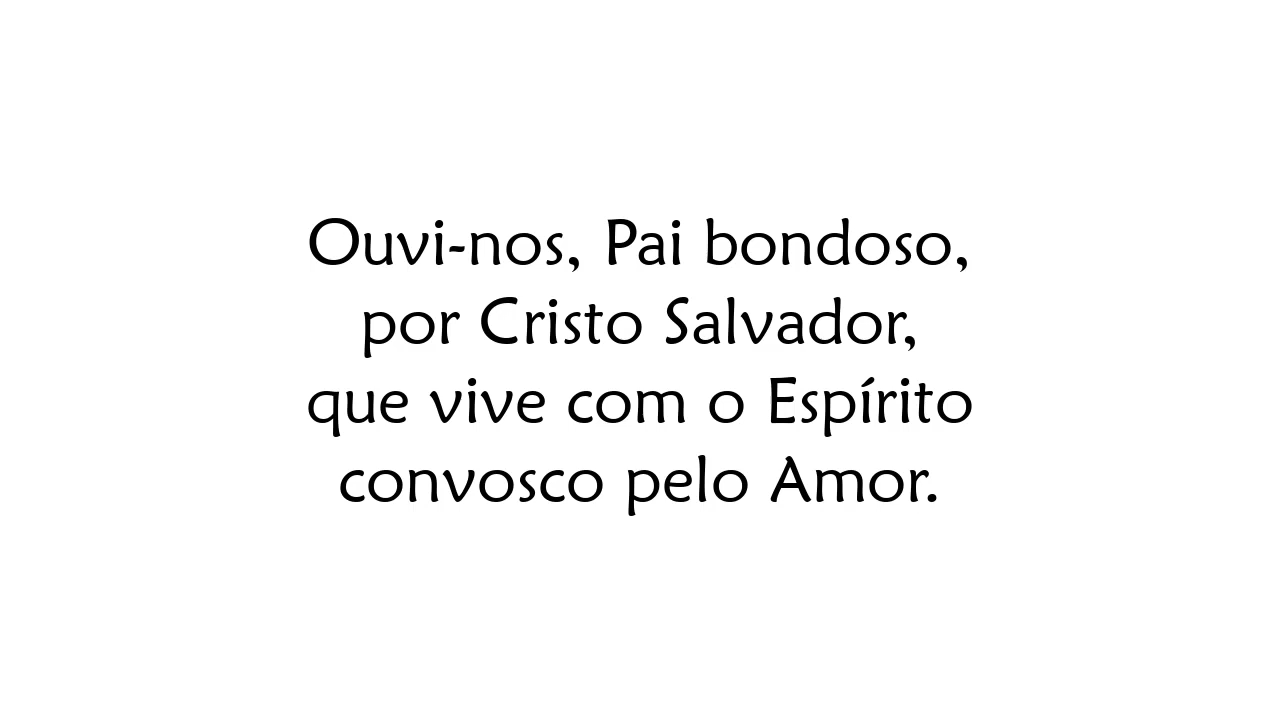 Ouvi-nos, Pai bondoso,
por Cristo Salvador,
que vive com o Espírito
convosco pelo Amor.